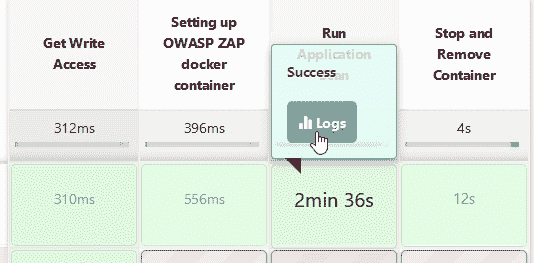 Get Write
Access
Setting up
OWASP ZAP
docker
container
Run
Application
Scan
Stop and
Remove
Container
Success
Logs
312ms
396ms
4s
310ms
556ms
2min 36s
12s